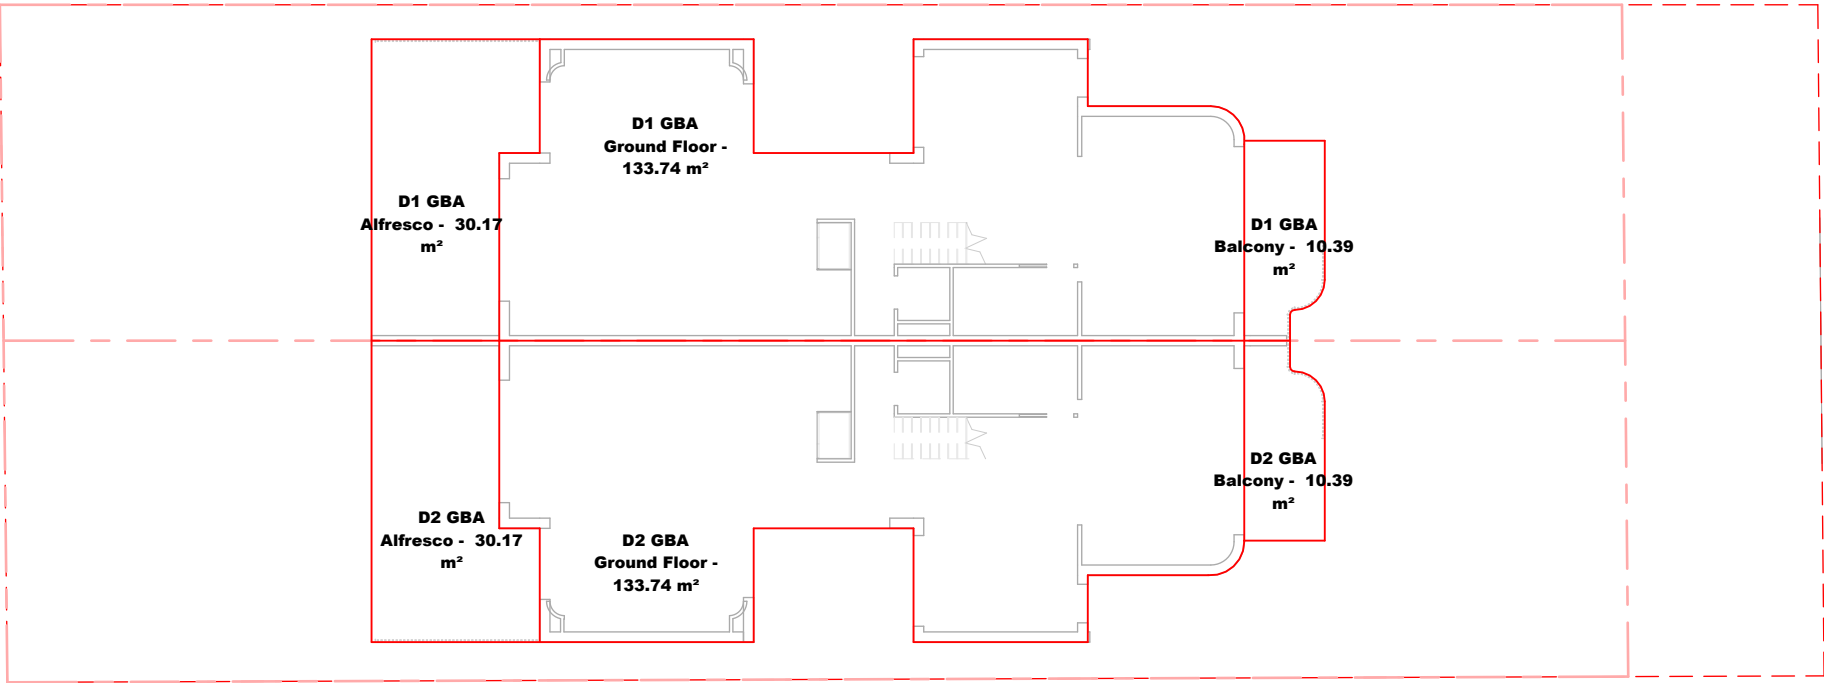 D1 GBA
Ground Floor -
133.74 m²
D1 GBA
Alfresco - 30.17
m²
D1 GBA
Balcony - 10.39
m²
D2 GBA
Balcony - 10.39
m²
D2 GBA
Alfresco - 30.17
m²
D2 GBA
Ground Floor -
133.74 m²